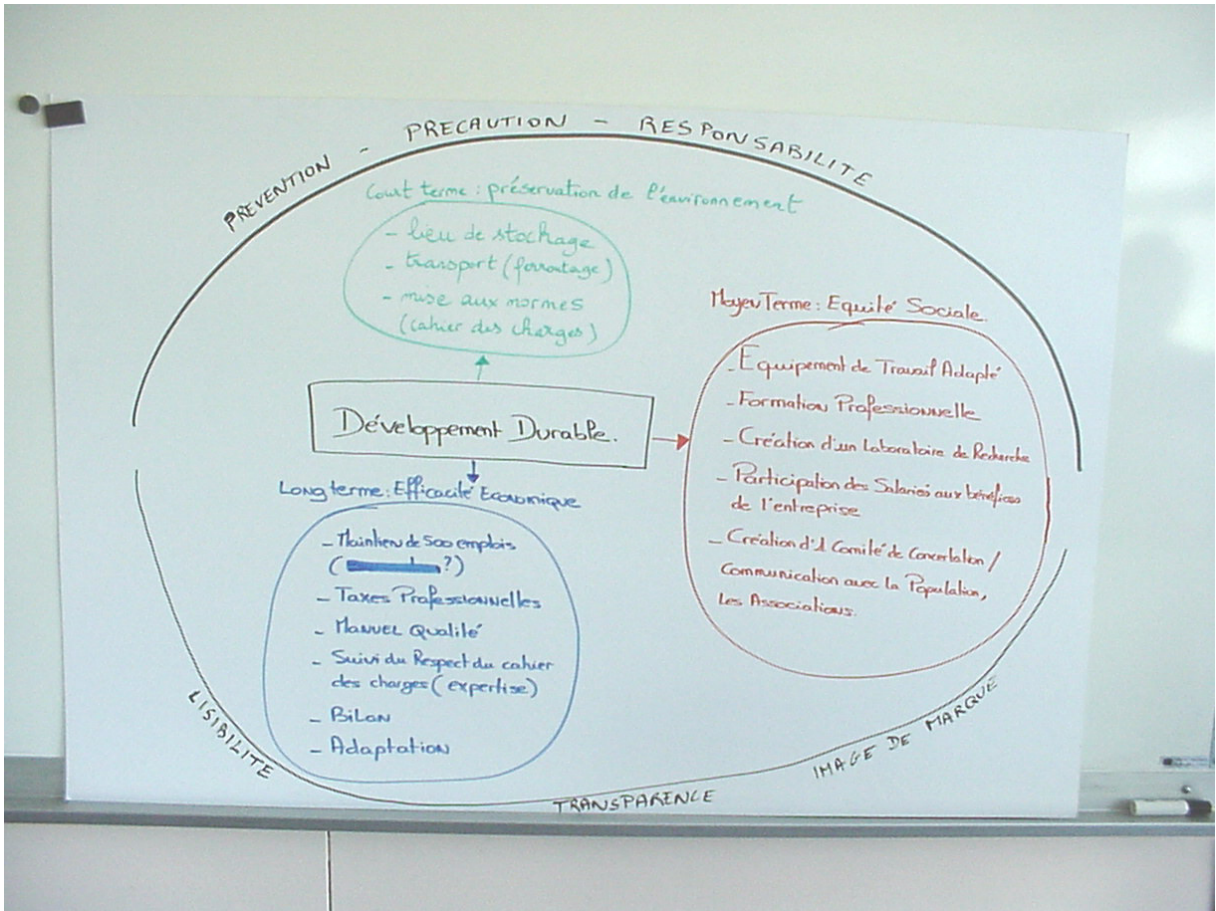 PREVENTION - PRECAUTION - RESPONSABILITE
Court terme : préservation de l'environnement
- lieu de stockage
- transport (ferroutage)
- mise aux normes
(cahier des charges)
Moyen Terme : Equité Sociale.
- Equipement de Travail Adapté
- Formation Professionnelle
- Création d'un Laboratoire de Recherche
- Participation des Salariés aux bénéfices
de l'entreprise
- Création d'1 Comité de Concertation /
Communication avec la Population,
les Associations.
Développement Durable.
Long terme : Efficacité Economique
- Maintien de 500 emplois
( ?)
- Taxes Professionnelles
- Manuel Qualité
- Suivi du Respect du cahier
des charges (expertise)
- Bilan
- Adaptation
LISIBILITE
TRANSPARENCE
IMAGE DE MARQUE